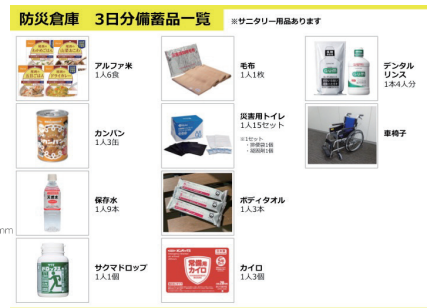 防災倉庫 3日分備蓄品一覧 ※サニタリー用品あります
アルファ米
1人6食
毛布
1人1枚
デンタル
リンス
1本4人分
カンパン
1人3缶
災害用トイレ
1人15セット
※1セット
・排便袋1個
・凝固剤1個
車椅子
保存水
1人9本
ボディタオル
1人3本
サクマドロップ
1人1個
カイロ
1人3個
mm